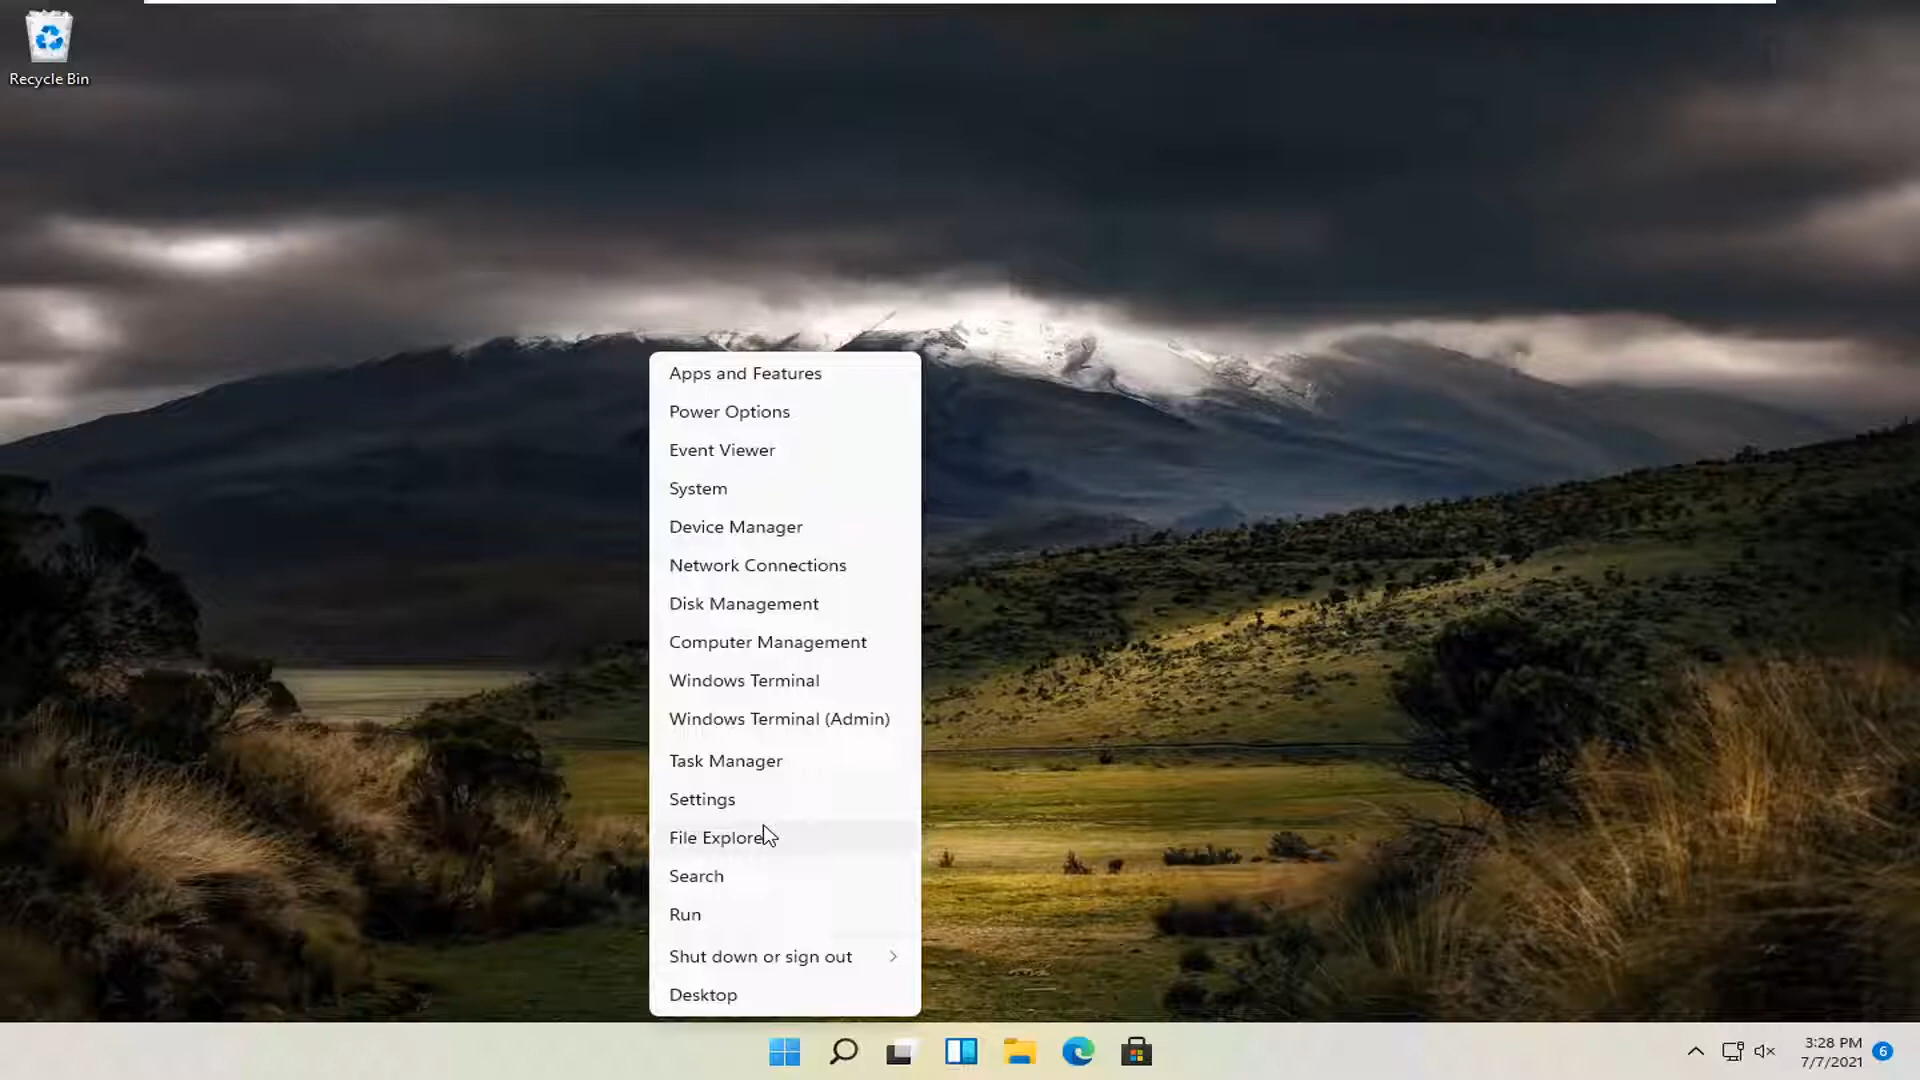 Recycle Bin
Apps and Features
Power Options
Event Viewer
System
Device Manager
Network Connections
Disk Management
Computer Management
Windows Terminal
Windows Terminal (Admin)
Task Manager
Settings
File Explorer
Search
Run
Shut down or sign out
Desktop
3:28 PM
7/7/2021
6